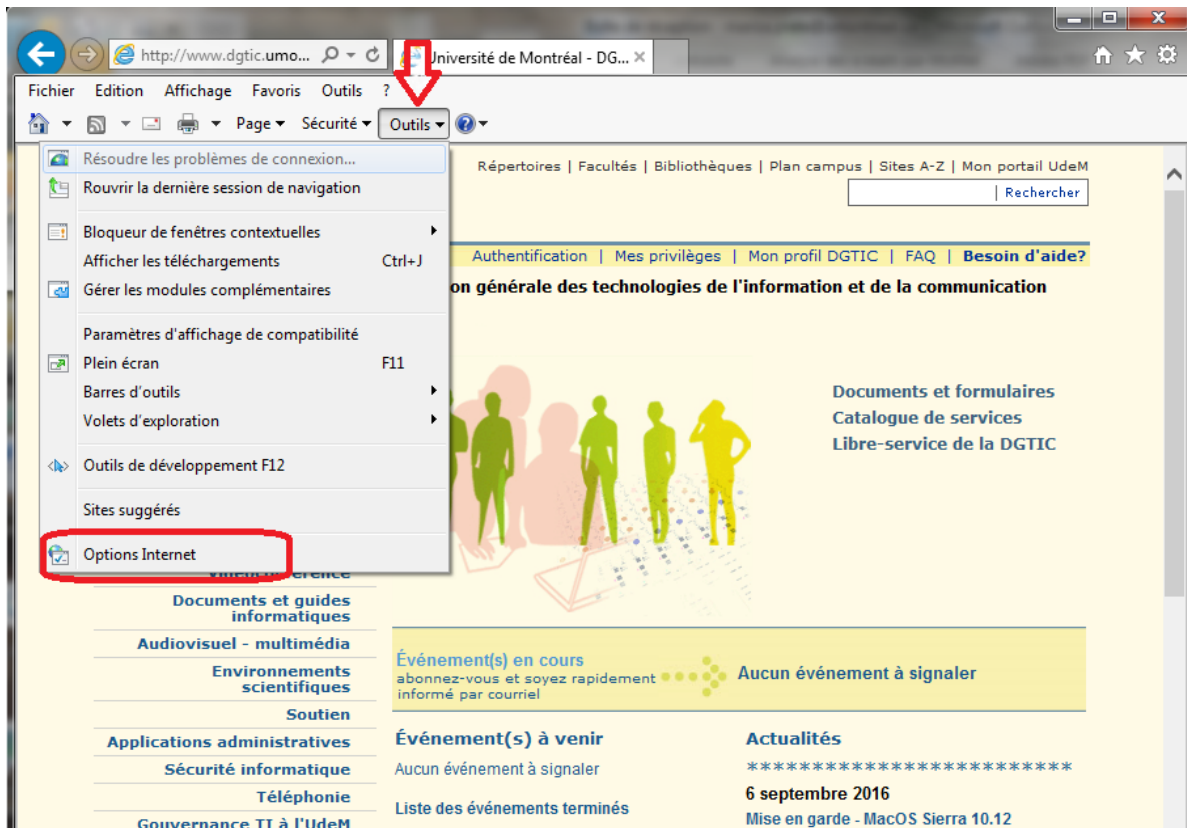 http://www.dgtic.umo...
Université de Montréal - DG...
Fichier Edition Affichage Favoris Outils ?
Page Sécurité Outils
Résoudre les problèmes de connexion...
Rouvrir la dernière session de navigation
Bloqueur de fenêtres contextuelles
Afficher les téléchargements Ctrl+J
Gérer les modules complémentaires
Paramètres d'affichage de compatibilité
Plein écran F11
Barres d'outils
Volets d'exploration
Outils de développement F12
Sites suggérés
Options Internet
Répertoires | Facultés | Bibliothèques | Plan campus | Sites A-Z | Mon portail UdeM
| Rechercher
Authentification | Mes privilèges | Mon profil DGTIC | FAQ | Besoin d'aide?
on générale des technologies de l'information et de la communication
Documents et formulaires
Catalogue de services
Libre-service de la DGTIC
Documents et guides
informatiques
Audiovisuel - multimédia
Environnements
scientifiques
Soutien
Applications administratives
Sécurité informatique
Téléphonie
Gouvernance TI à l'UdeM
Événement(s) en cours
abonnez-vous et soyez rapidement
informé par courriel
Aucun événement à signaler
Événement(s) à venir
Aucun événement à signaler
Liste des événements terminés
Actualités
*************************
6 septembre 2016
Mise en garde - MacOS Sierra 10.12